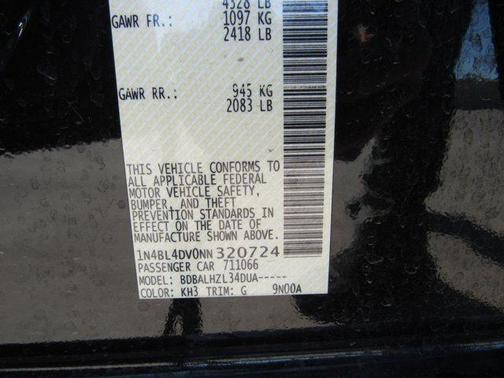 4328 LB
GAWR FR.: 1097 KG
2418 LB
GAWR RR.: 945 KG
2083 LB
THIS VEHICLE CONFORMS TO
ALL APPLICABLE FEDERAL
MOTOR VEHICLE SAFETY,
BUMPER, AND THEFT
PREVENTION STANDARDS IN
EFFECT ON THE DATE OF
MANUFACTURE SHOWN ABOVE.
1N4BL4DV0NN320724
PASSENGER CAR 711066
MODEL: BDBALHZL34DUA-----
COLOR: KH3 TRIM: G 9N00A